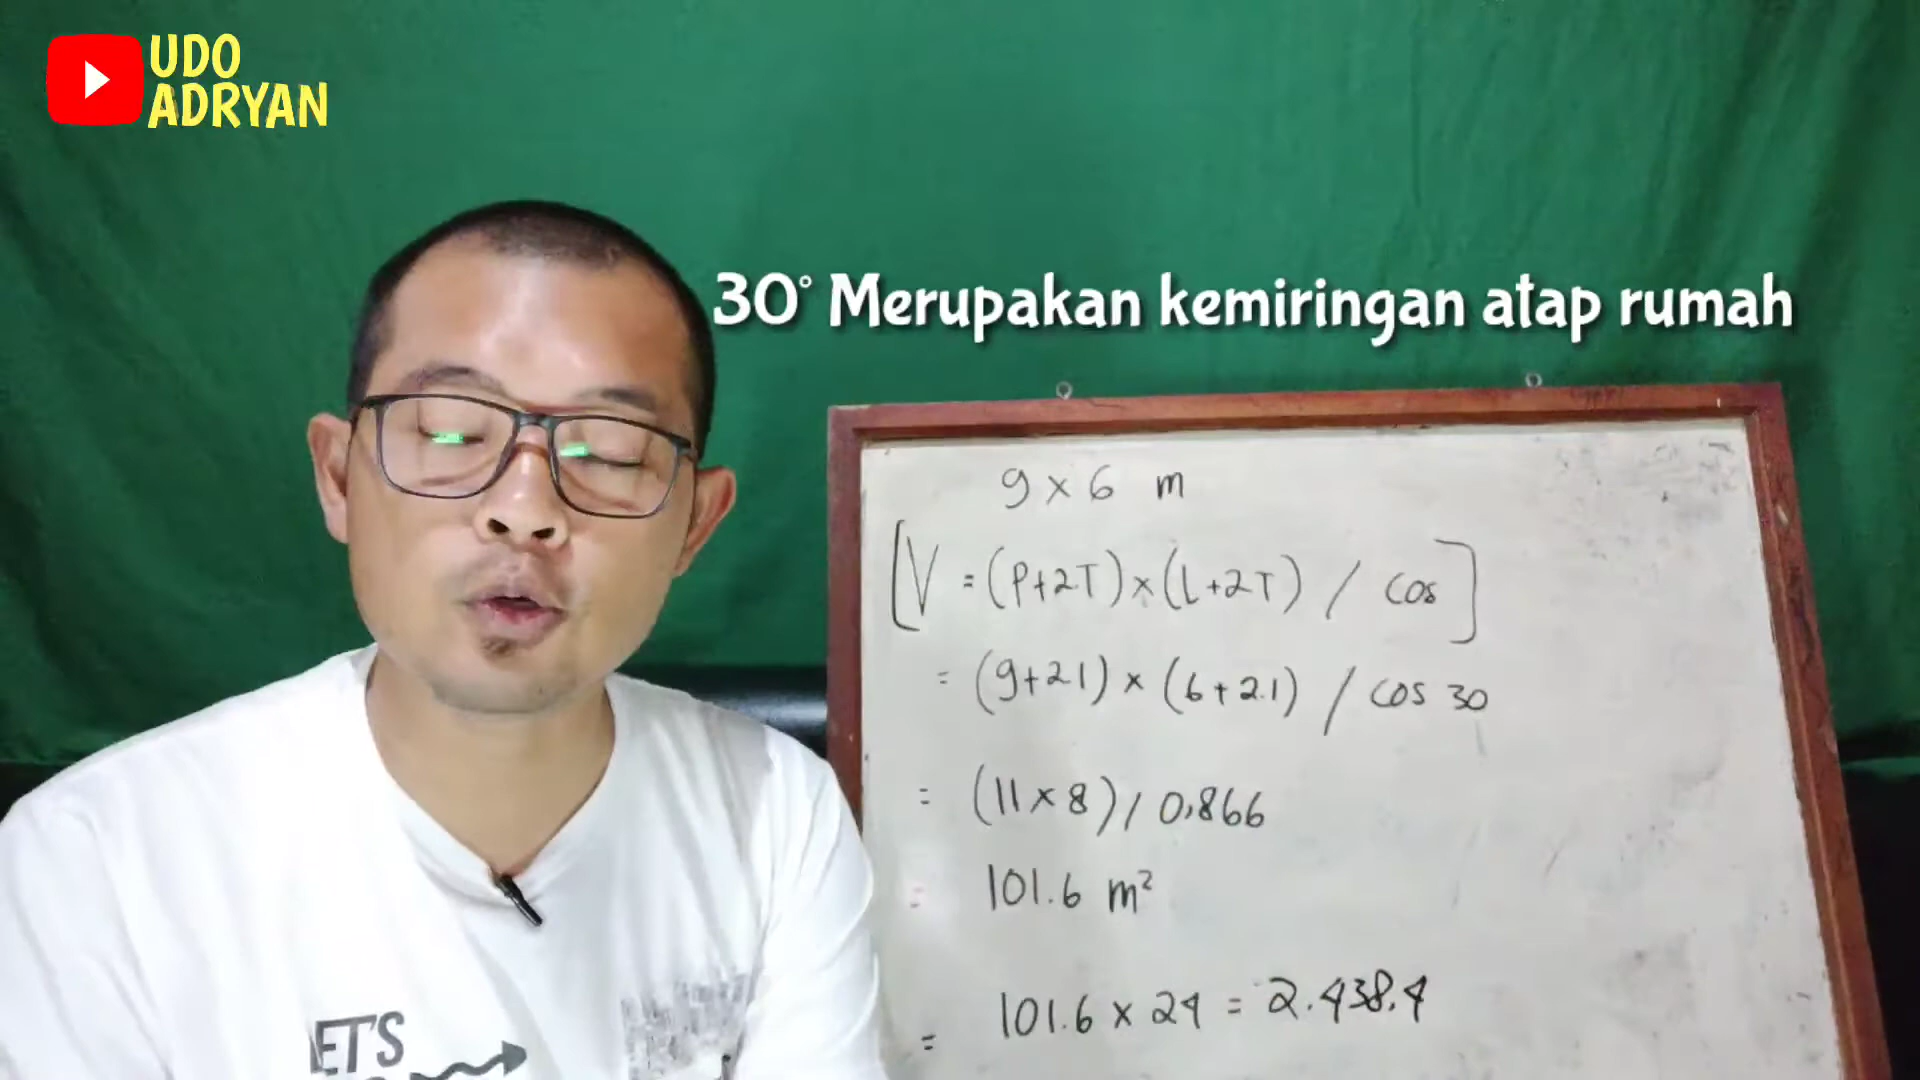 UDO
ADRYAN
30° Merupakan kemiringan atap rumah
9 x 6 m
[V = (P+2T) x (L+2T) / cos]
= (9+2.1) x (6+2.1) / cos 30
= (11 x 8) / 0,866
= 101.6 m²
= 101.6 x 24 = 2.438.4
LET'S